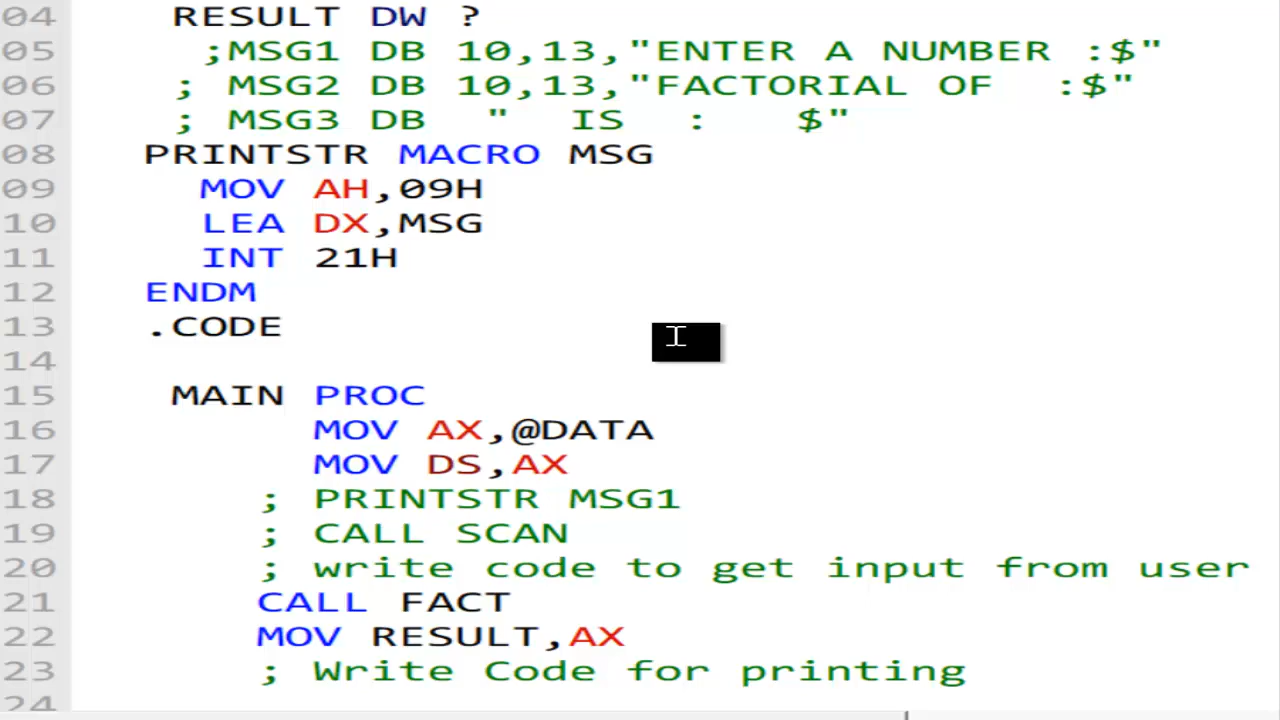 04 RESULT DW ?
05 ;MSG1 DB 10,13,"ENTER A NUMBER :$"
06 ; MSG2 DB 10,13,"FACTORIAL OF  :$"
07 ; MSG3 DB  "  IS  :   $"
08 PRINTSTR MACRO MSG
09 MOV AH,09H
10 LEA DX,MSG
11 INT 21H
12 ENDM
13 .CODE
14
15 MAIN PROC
16 MOV AX,@DATA
17 MOV DS,AX
18 ; PRINTSTR MSG1
19 ; CALL SCAN
20 ; write code to get input from user
21 CALL FACT
22 MOV RESULT,AX
23 ; Write Code for printing
24